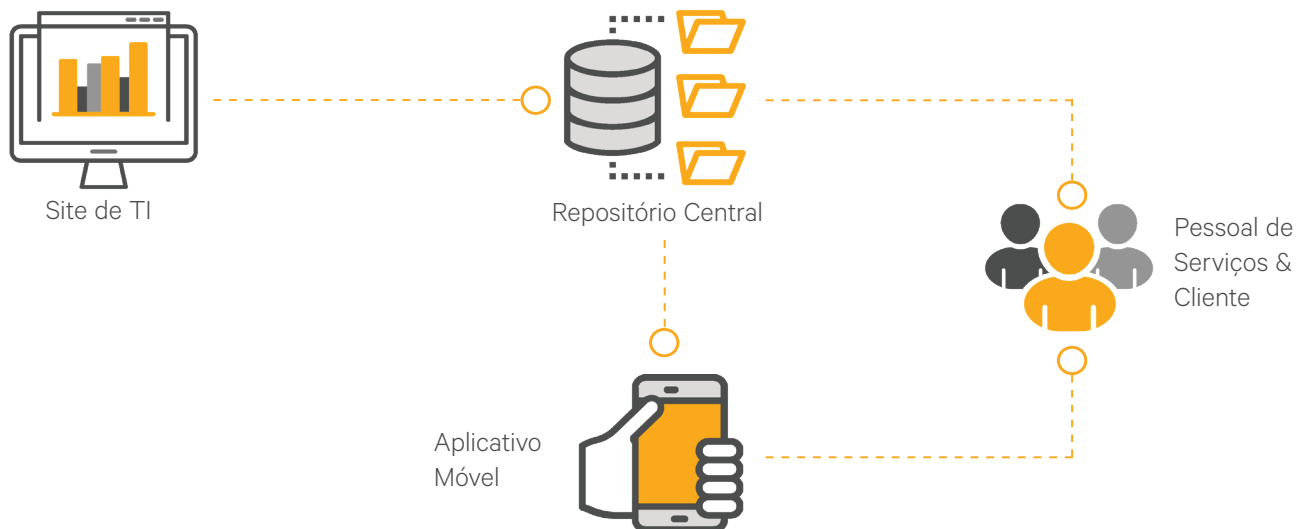 Site de TI
Repositório Central
Pessoal de
Serviços &
Cliente
Aplicativo
Móvel